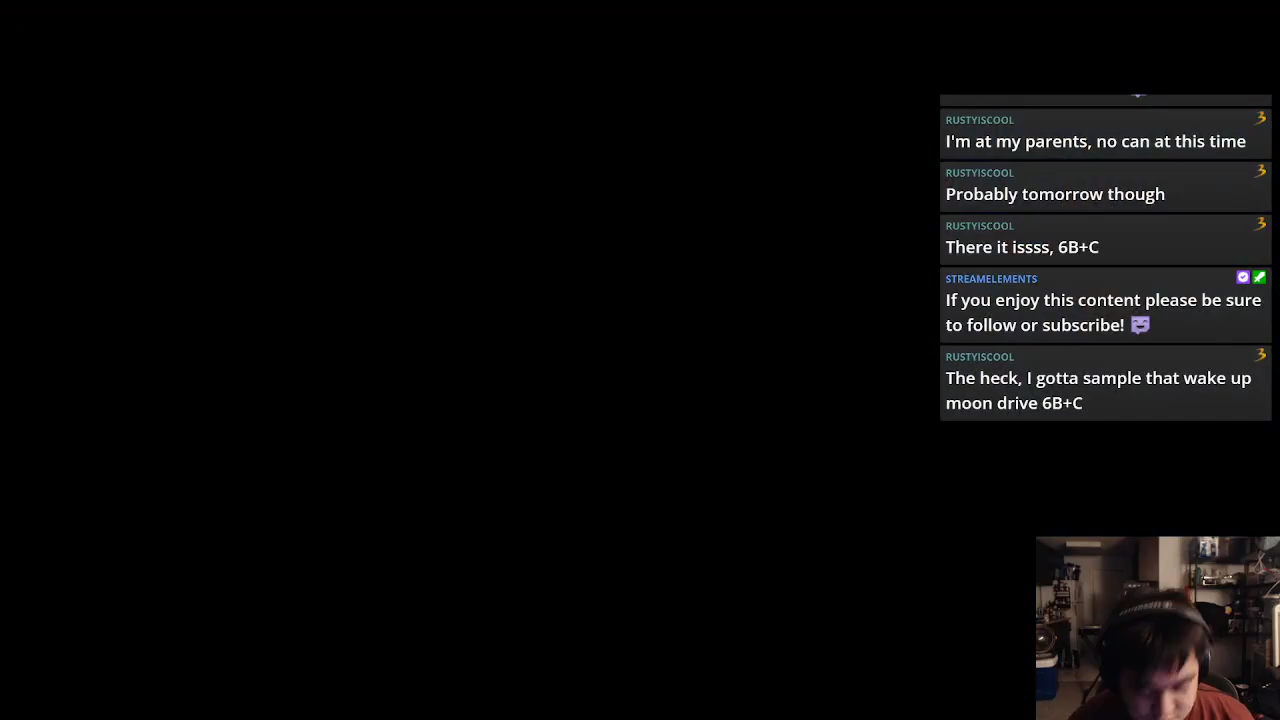 RUSTYISCOOL
I'm at my parents, no can at this time
RUSTYISCOOL
Probably tomorrow though
RUSTYISCOOL
There it issss, 6B+C
STREAMELEMENTS
If you enjoy this content please be sure
to follow or subscribe!
RUSTYISCOOL
The heck, I gotta sample that wake up
moon drive 6B+C